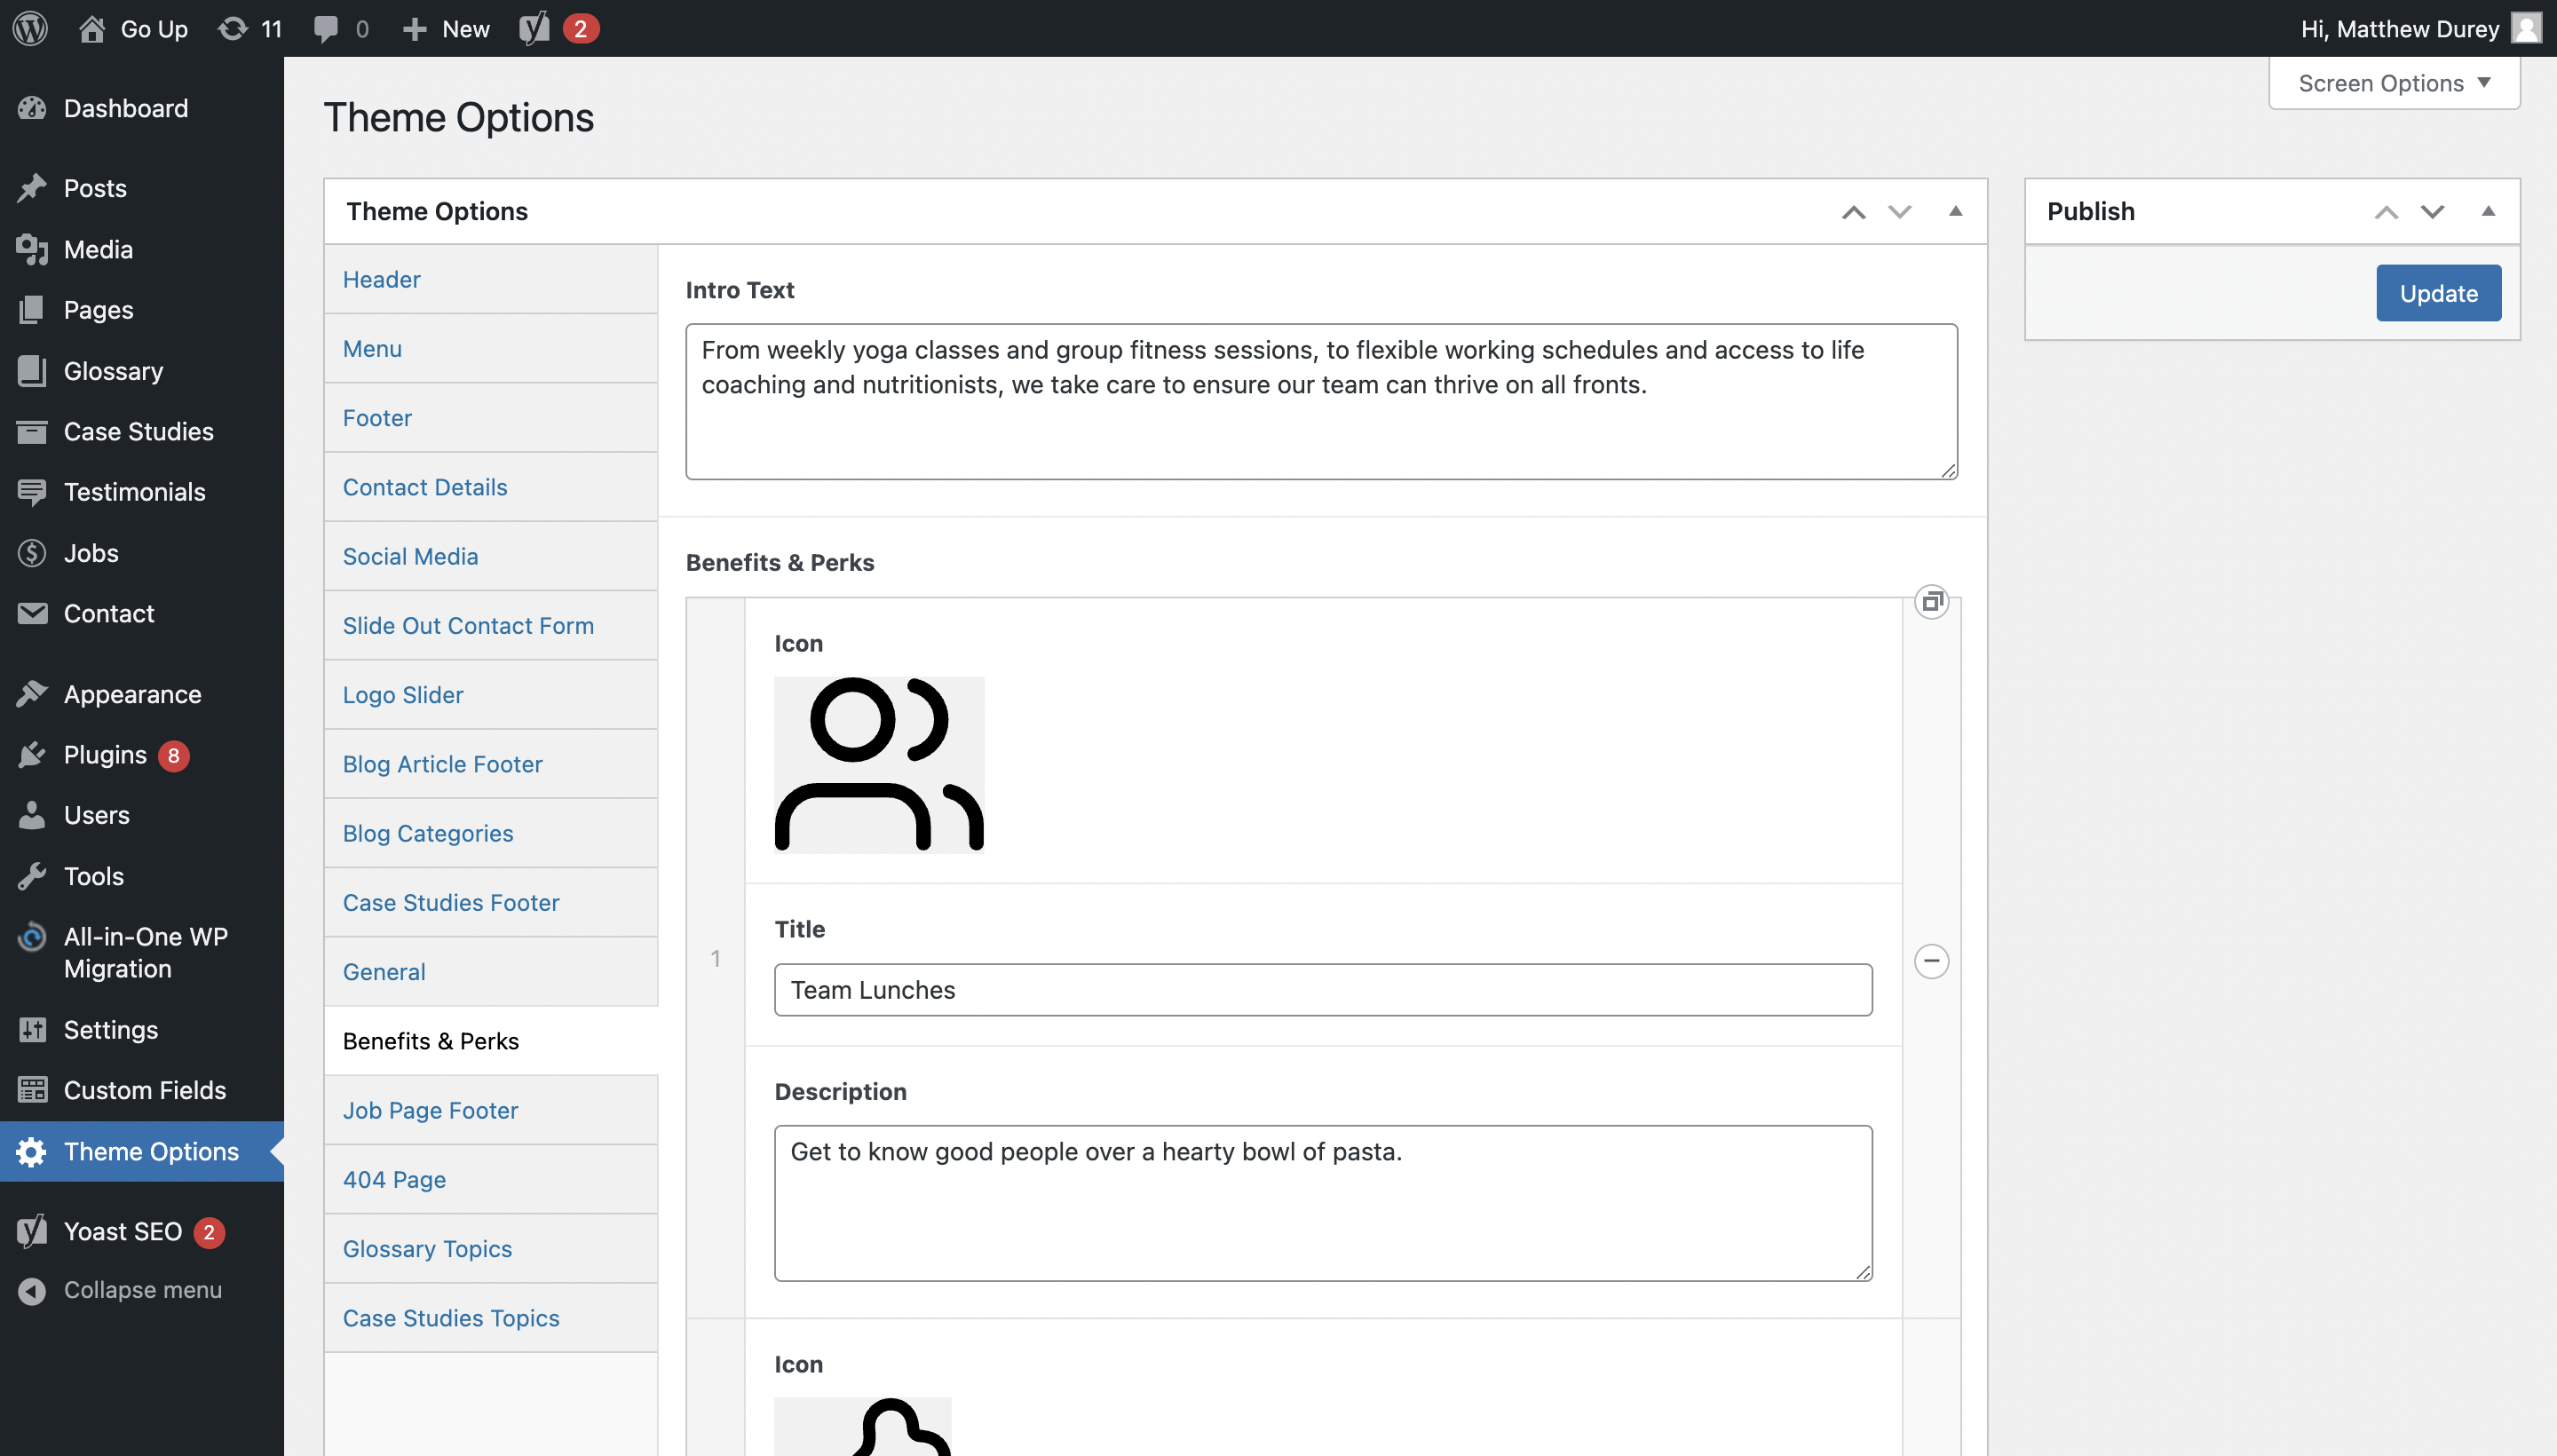 Go Up
11
0
New
2
Hi, Matthew Durey
Dashboard
Posts
Media
Pages
Glossary
Case Studies
Testimonials
Jobs
Contact
Appearance
Plugins 8
Users
Tools
All-in-One WP
Migration
Settings
Custom Fields
Theme Options
Yoast SEO 2
Collapse menu
Screen Options
Theme Options
Theme Options
Header
Menu
Footer
Contact Details
Social Media
Slide Out Contact Form
Logo Slider
Blog Article Footer
Blog Categories
Case Studies Footer
General
Benefits & Perks
Job Page Footer
404 Page
Glossary Topics
Case Studies Topics
Intro Text
From weekly yoga classes and group fitness sessions, to flexible working schedules and access to life
coaching and nutritionists, we take care to ensure our team can thrive on all fronts.
Benefits & Perks
1
Icon
Title
Team Lunches
Description
Get to know good people over a hearty bowl of pasta.
Icon
Publish
Update